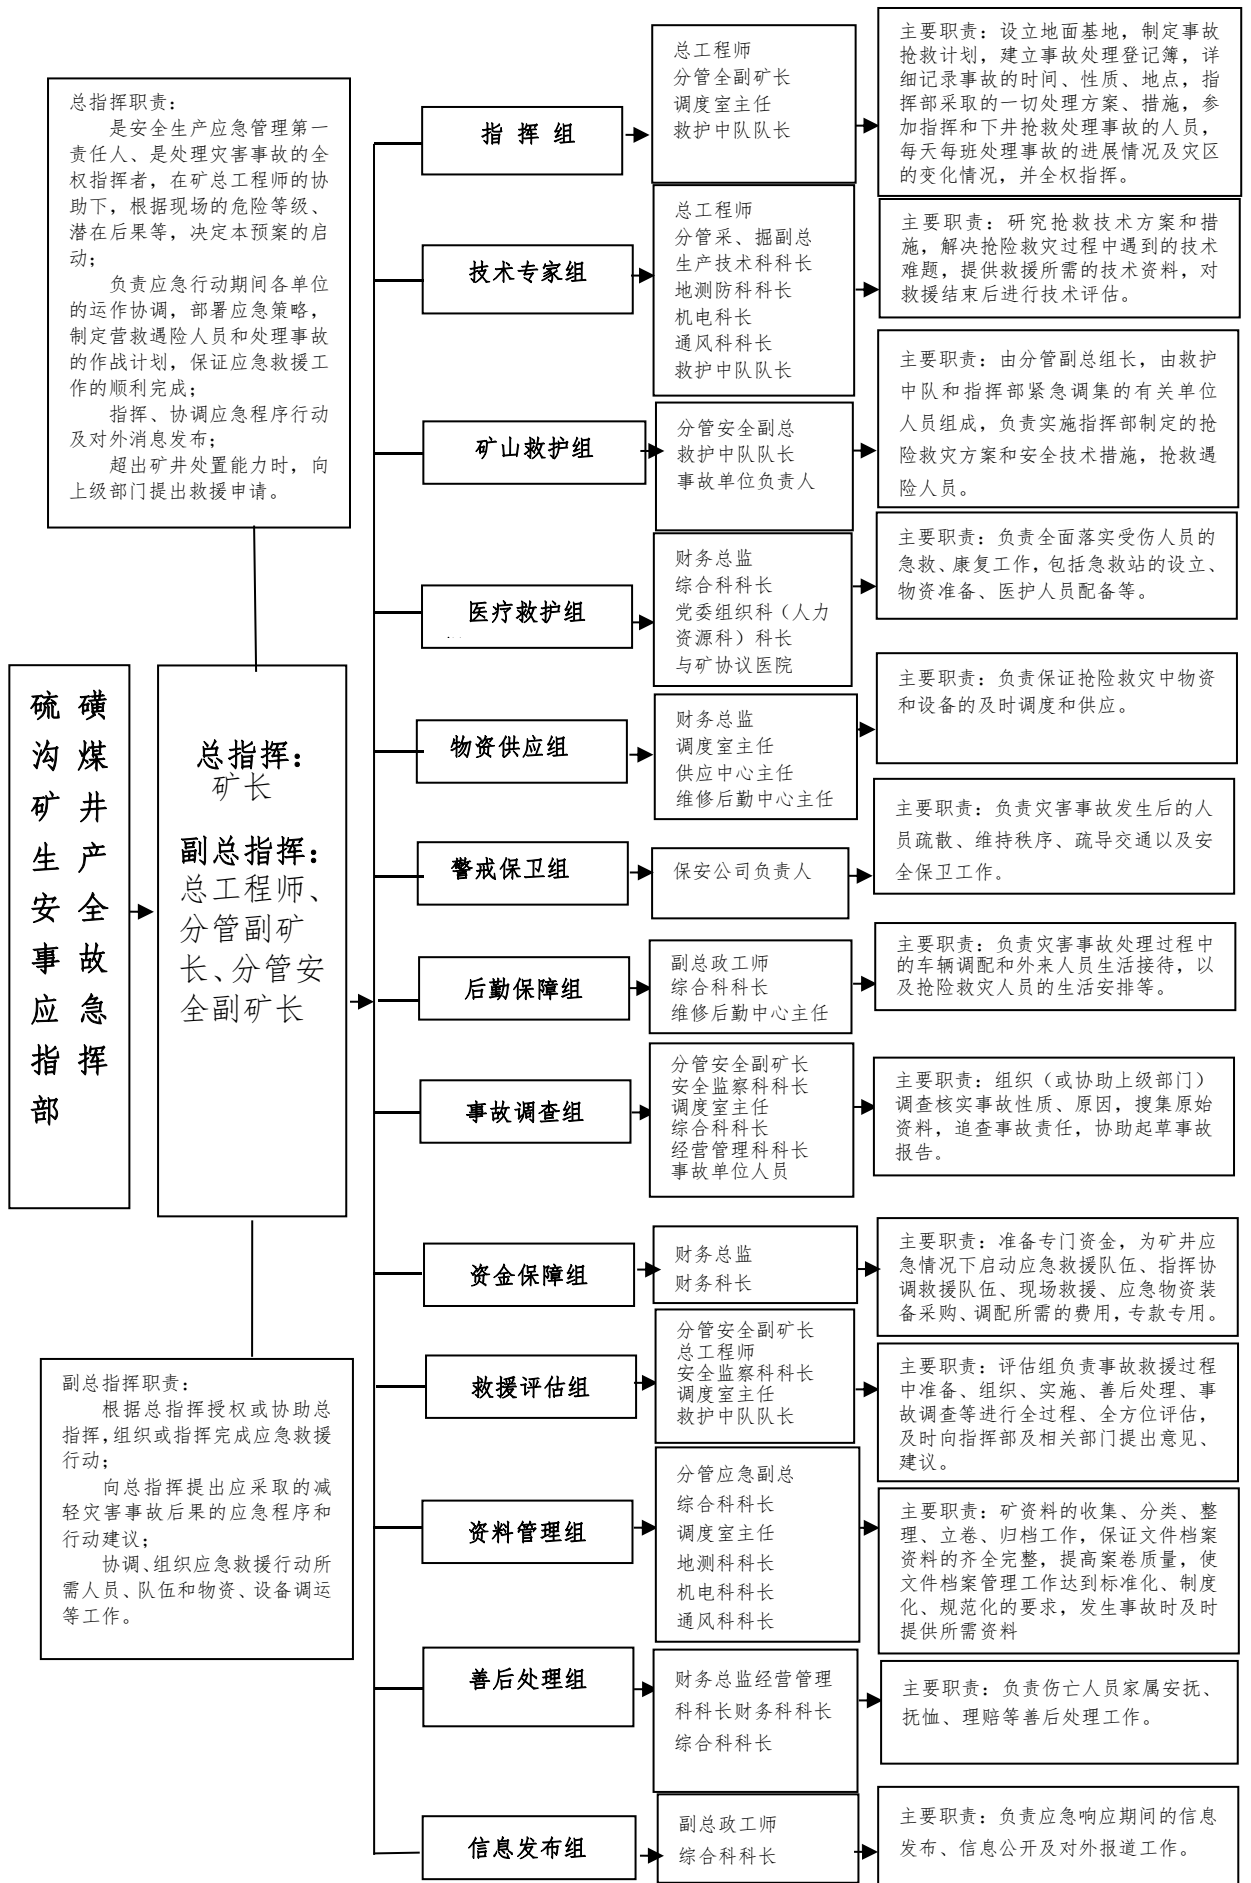 硫磺
沟煤
矿井
生产
安全
事故
应急
指挥
部
总指挥职责：
是安全生产应急管理第一
责任人、是处理灾害事故的全
权指挥者，在矿总工程师的协
助下，根据现场的危险等级、
潜在后果等，决定本预案的启
动；
负责应急行动期间各单位
的运作协调，部署应急策略，
制定营救遇险人员和处理事故
的作战计划，保证应急救援工
作的顺利完成；
指挥、协调应急程序行动
及对外消息发布；
超出矿井处置能力时，向
上级部门提出救援申请。
总指挥：
矿长
副总指挥：
总工程师、
分管副矿
长、分管安
全副矿长
副总指挥职责：
根据总指挥授权或协助总
指挥，组织或指挥完成应急救援
行动；
向总指挥提出应采取的减
轻灾害事故后果的应急程序和
行动建议；
协调、组织应急救援行动所
需人员、队伍和物资、设备调运
等工作。
指 挥 组
总工程师
分管全副矿长
调度室主任
救护中队队长
主要职责：设立地面基地，制定事故
抢救计划，建立事故处理登记簿，详
细记录事故的时间、性质、地点，指
挥部采取的一切处理方案、措施，参
加指挥和下井抢救处理事故的人员，
每天每班处理事故的进展情况及灾区
的变化情况，并全权指挥。
技术专家组
总工程师
分管采、掘副总
生产技术科科长
地测防科科长
机电科长
通风科科长
救护中队队长
主要职责：研究抢救技术方案和措
施，解决抢险救灾过程中遇到的技术
难题，提供救援所需的技术资料，对
救援结束后进行技术评估。
矿山救护组
分管安全副总
救护中队队长
事故单位负责人
主要职责：由分管副总组长，由救护
中队和指挥部紧急调集的有关单位
人员组成，负责实施指挥部制定的抢
险救灾方案和安全技术措施，抢救遇
险人员。
医疗救护组
财务总监
综合科科长
党委组织科（人力
资源科）科长
与矿协议医院
主要职责：负责全面落实受伤人员的
急救、康复工作，包括急救站的设立、
物资准备、医护人员配备等。
物资供应组
财务总监
调度室主任
供应中心主任
维修后勤中心主任
主要职责：负责保证抢险救灾中物资
和设备的及时调度和供应。
警戒保卫组
保安公司负责人
主要职责：负责灾害事故发生后的人
员疏散、维持秩序、疏导交通以及安
全保卫工作。
后勤保障组
副总政工师
综合科科长
维修后勤中心主任
主要职责：负责灾害事故处理过程中
的车辆调配和外来人员生活接待，以
及抢险救灾人员的生活安排等。
事故调查组
分管安全副矿长
安全监察科科长
调度室主任
综合科科长
经营管理科科长
事故单位人员
主要职责：组织（或协助上级部门）
调查核实事故性质、原因，搜集原始
资料，追查事故责任，协助起草事故
报告。
资金保障组
财务总监
财务科长
主要职责：准备专门资金，为矿井应
急情况下启动应急救援队伍、指挥协
调救援队伍、现场救援、应急物资装
备采购、调配所需的费用，专款专用。
救援评估组
分管安全副矿长
总工程师
安全监察科科长
调度室主任
救护中队队长
主要职责：评估组负责事故救援过程
中准备、组织、实施、善后处理、事
故调查等进行全过程、全方位评估，
及时向指挥部及相关部门提出意见、
建议。
资料管理组
分管应急副总
综合科科长
调度室主任
地测科科长
机电科科长
通风科科长
主要职责：矿资料的收集、分类、整
理、立卷、归档工作，保证文件档案
资料的齐全完整，提高案卷质量，使
文件档案管理工作达到标准化、制度
化、规范化的要求，发生事故时及时
提供所需资料
善后处理组
财务总监经营管理
科科长财务科科长
综合科科长
主要职责：负责伤亡人员家属安抚、
抚恤、理赔等善后处理工作。
信息发布组
副总政工师
综合科科长
主要职责：负责应急响应期间的信息
发布、信息公开及对外报道工作。